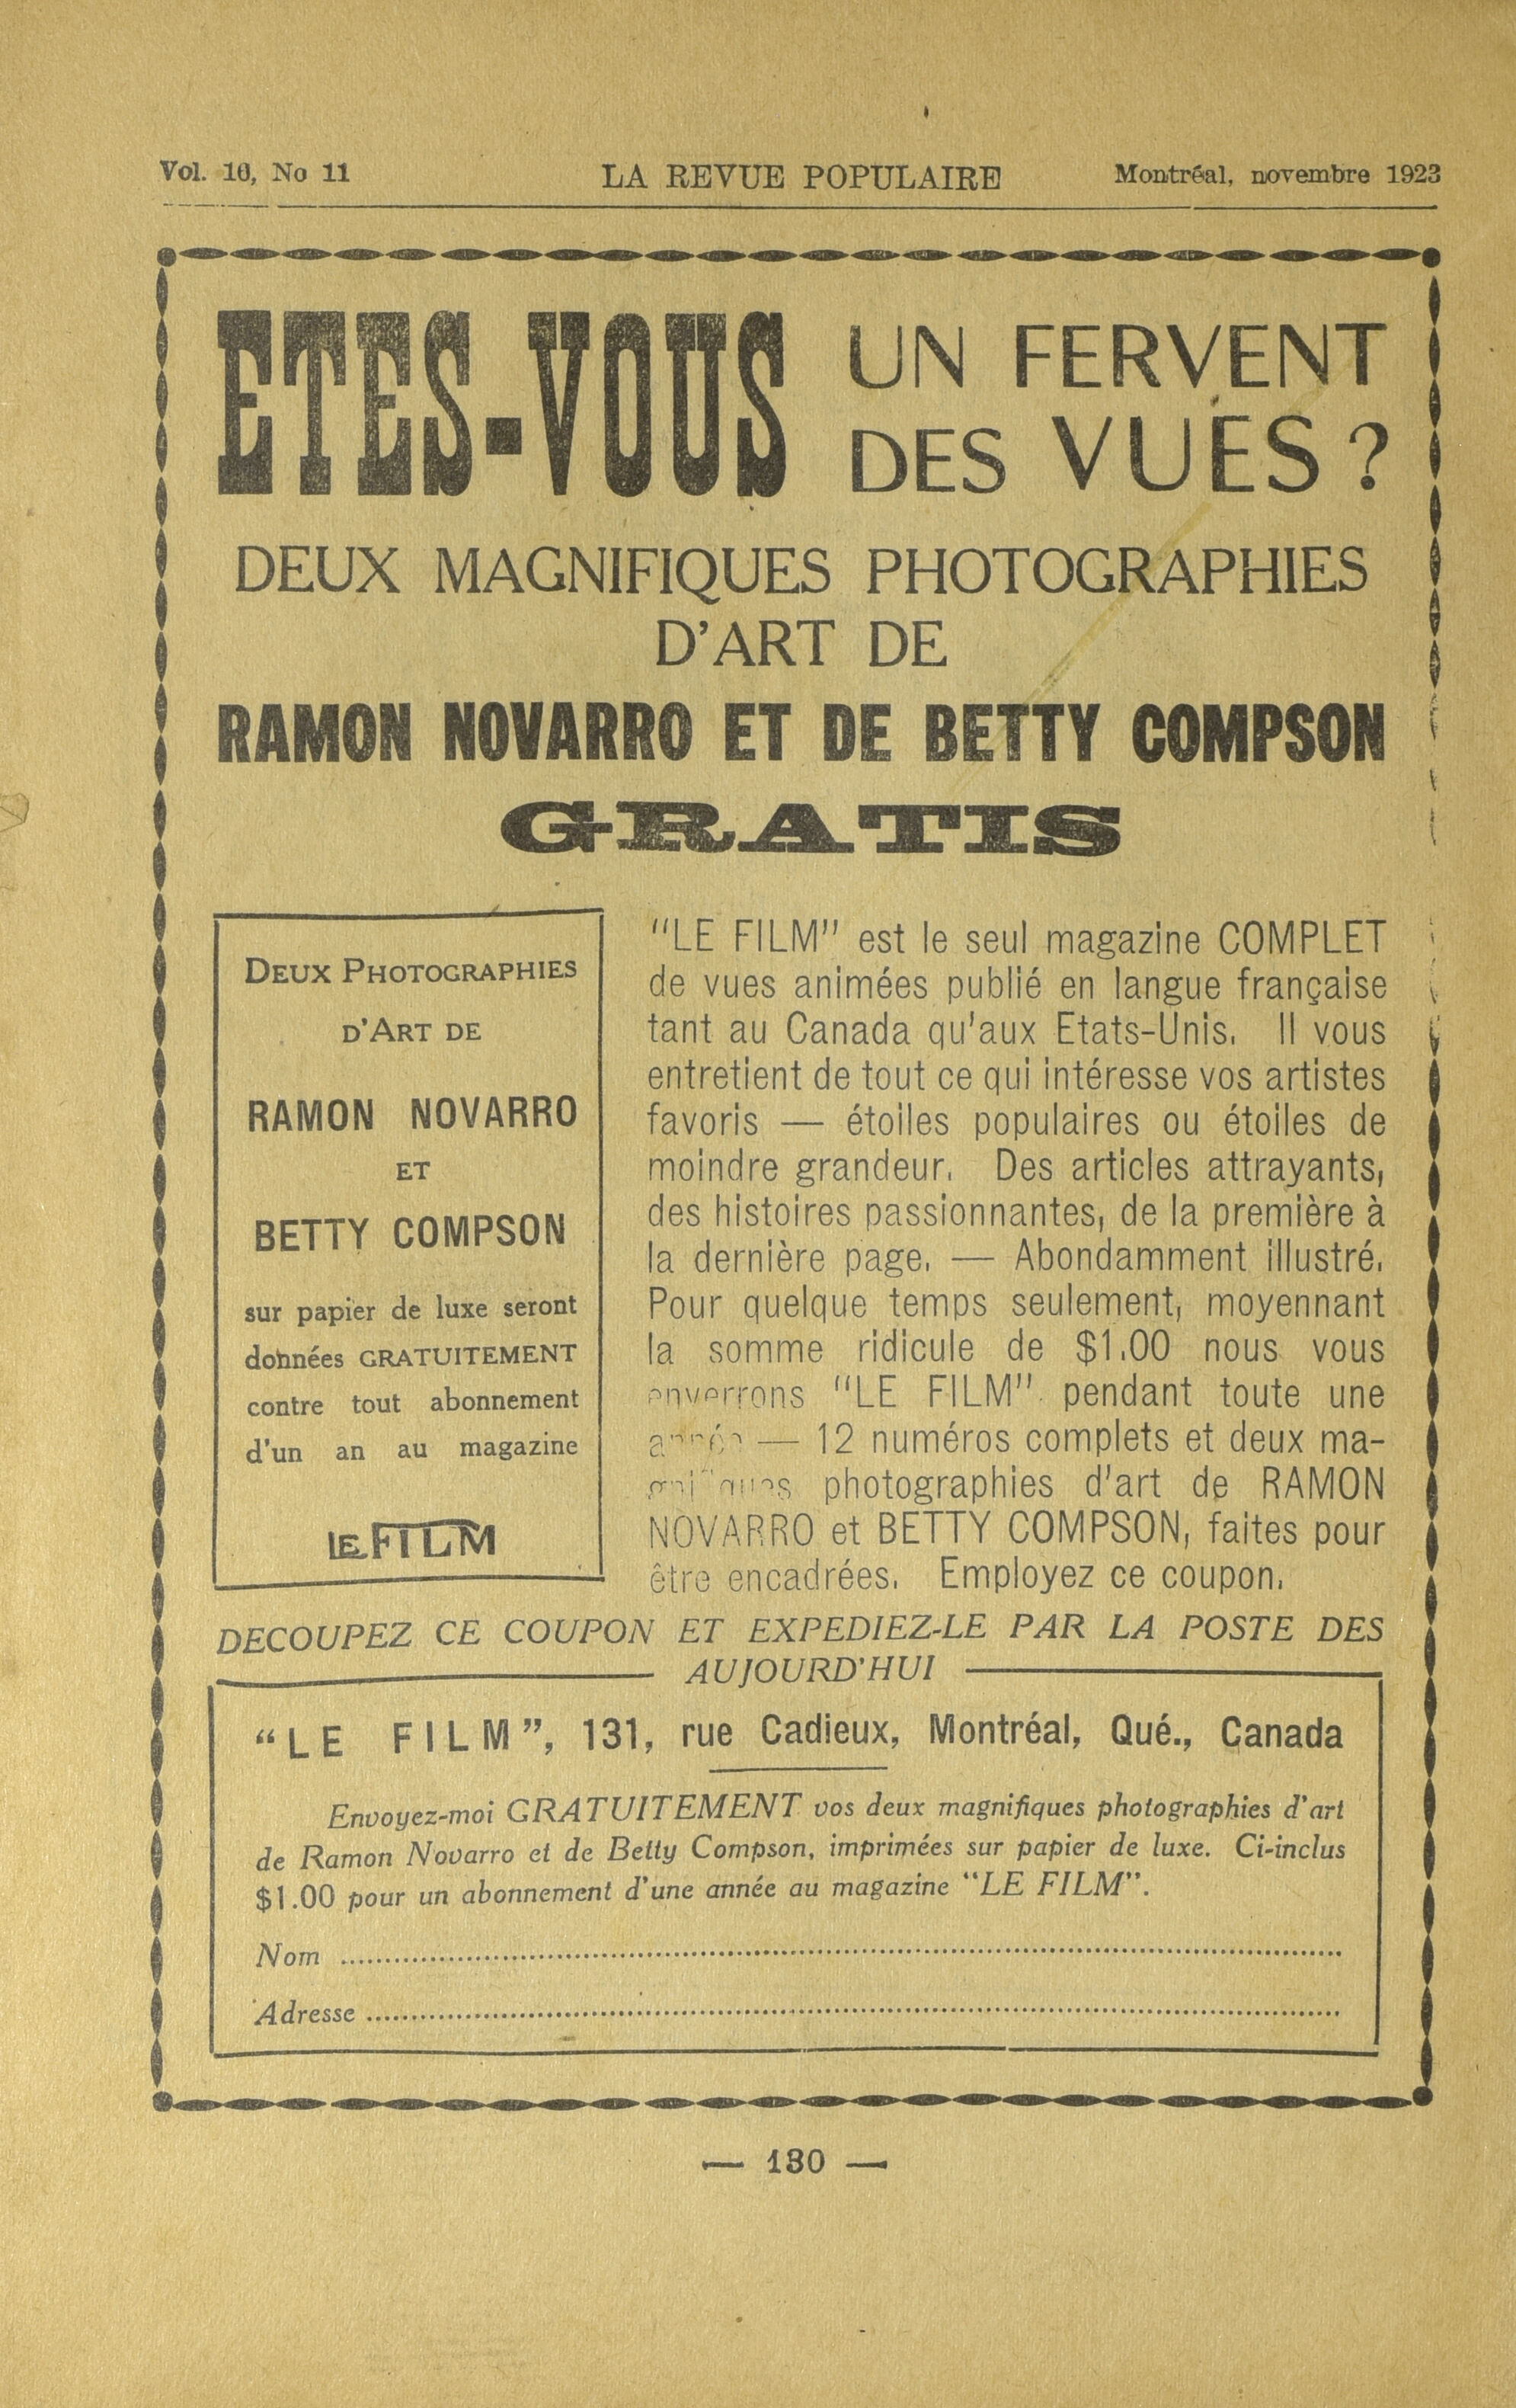 Vol. 16, No 11 LA REVUE POPULAIRE Montréal, novembre 1923
ETES-VOUS UN FERVENT
DES VUES ?
DEUX MAGNIFIQUES PHOTOGRAPHIES
D'ART DE
RAMON NOVARRO ET DE BETTY COMPSON
GRATIS
DEUX PHOTOGRAPHIES
D'ART DE
RAMON NOVARRO
ET
BETTY COMPSON
sur papier de luxe seront
données GRATUITEMENT
contre tout abonnement
d'un an au magazine
LE FILM
"LE FILM" est le seul magazine COMPLET
de vues animées publié en langue française
tant au Canada qu'aux Etats-Unis. Il vous
entretient de tout ce qui intéresse vos artistes
favoris — étoiles populaires ou étoiles de
moindre grandeur. Des articles attrayants,
des histoires passionnantes, de la première à
la dernière page. — Abondamment illustré.
Pour quelque temps seulement, moyennant
la somme ridicule de $1.00 nous vous
enverrons "LE FILM" pendant toute une
année — 12 numéros complets et deux ma-
gnifiques photographies d'art de RAMON
NOVARRO et BETTY COMPSON, faites pour
être encadrées. Employez ce coupon.
DECOUPEZ CE COUPON ET EXPEDIEZ-LE PAR LA POSTE DES
AUJOURD'HUI
"LE FILM", 131, rue Cadieux, Montréal, Qué., Canada
Envoyez-moi GRATUITEMENT vos deux magnifiques photographies d'art
de Ramon Novarro et de Betty Compson, imprimées sur papier de luxe. Ci-inclus
$1.00 pour un abonnement d'une année au magazine "LE FILM".
Nom
Adresse
— 130 —